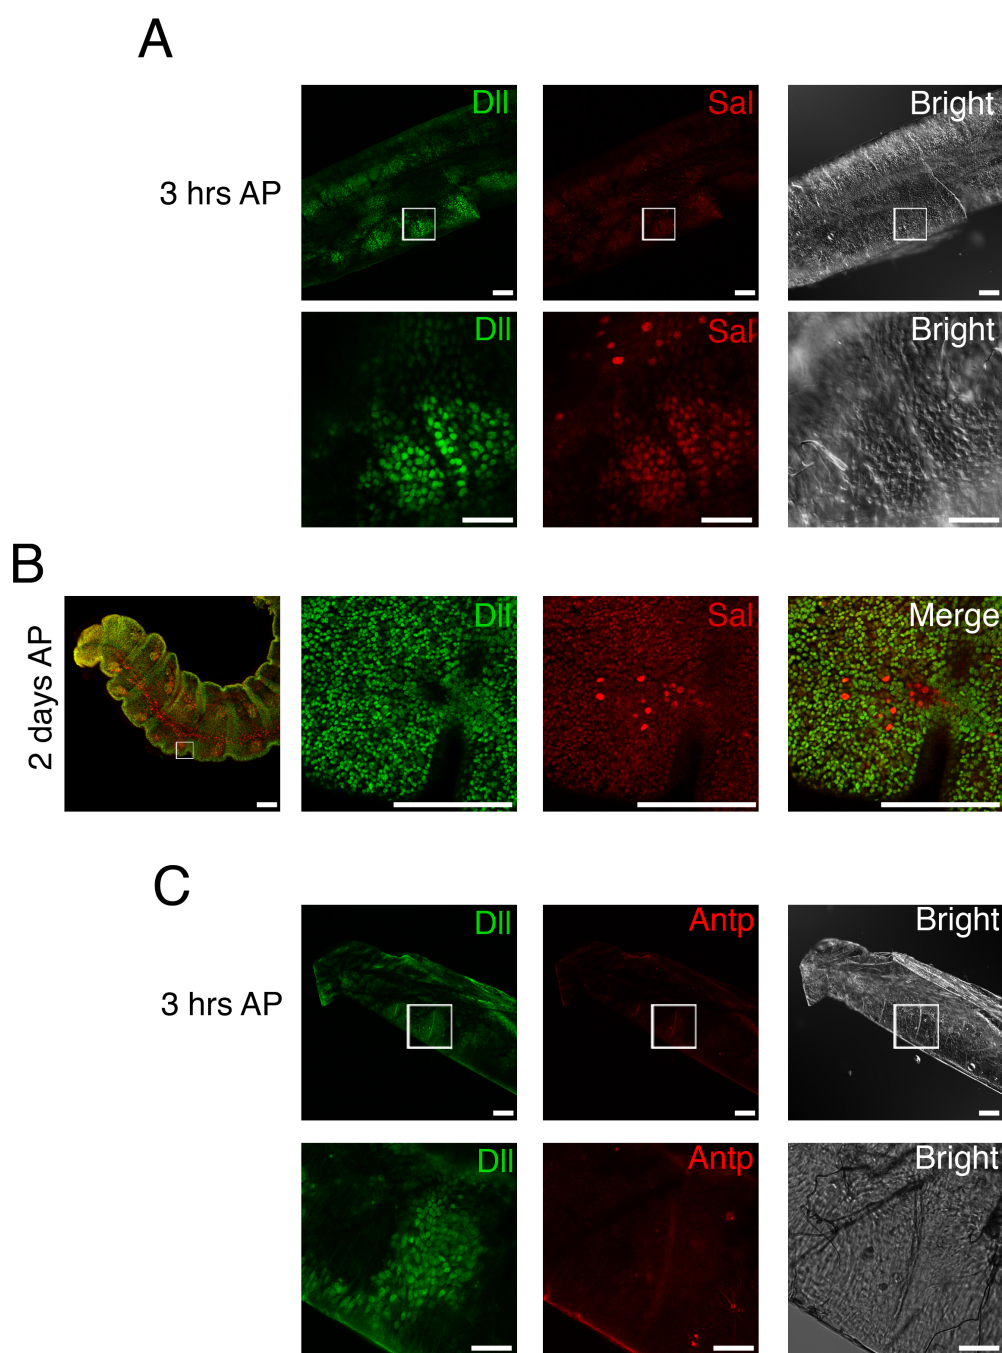 A
3 hrs AP
Dll
Sal
Bright
Dll
Sal
Bright
B
2 days AP
Dll
Sal
Merge
C
3 hrs AP
Dll
Antp
Bright
Dll
Antp
Bright